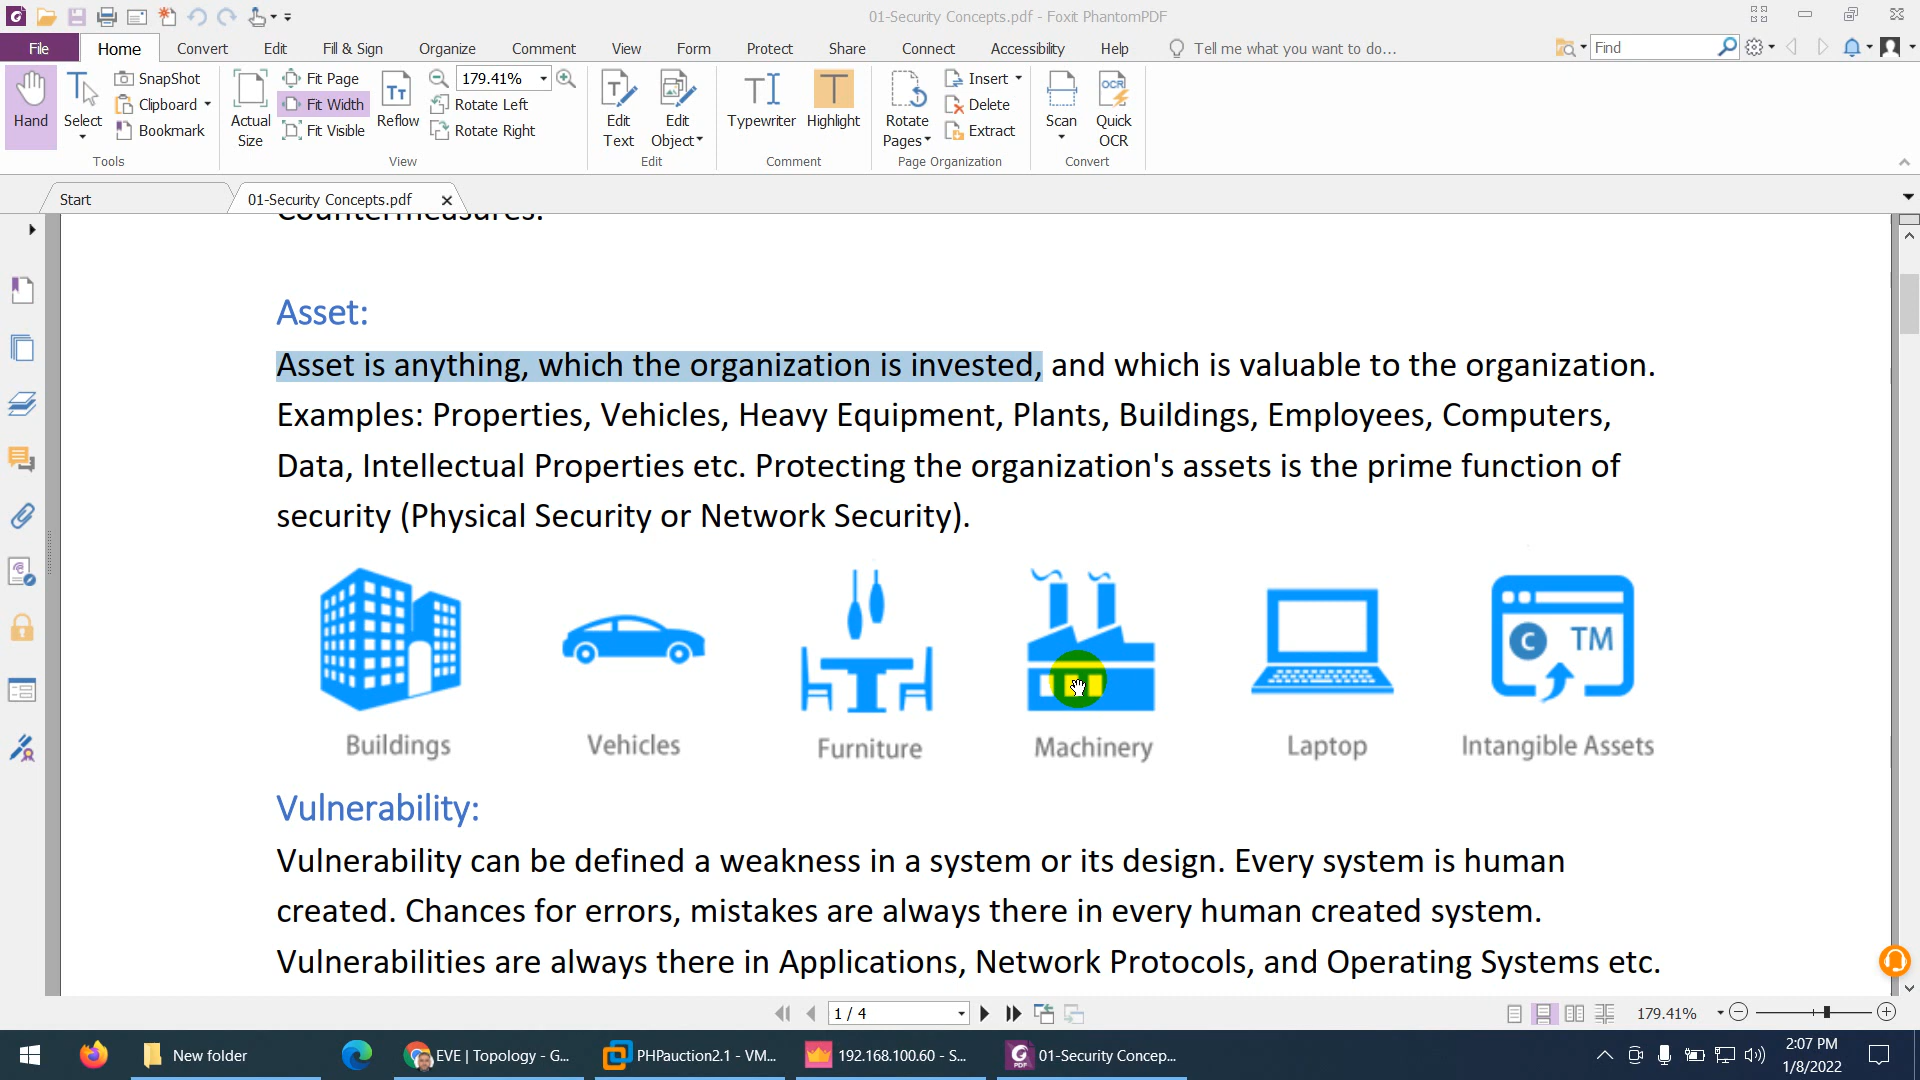 01-Security Concepts.pdf - Foxit PhantomPDF
File Home Convert Edit Fill & Sign Organize Comment View Form Protect Share Connect Accessibility Help Tell me what you want to do... Find
Hand
Select
SnapShot
Clipboard
Bookmark
Tools
Actual Size
Fit Page
Fit Width
Fit Visible
Reflow
179.41%
Rotate Left
Rotate Right
View
Edit Text
Edit Object
Edit
Typewriter
Highlight
Comment
Rotate Pages
Insert
Delete
Extract
Page Organization
Scan
Quick OCR
Convert
Start 01-Security Concepts.pdf
Countermeasures.
Asset:
Asset is anything, which the organization is invested, and which is valuable to the organization.
Examples: Properties, Vehicles, Heavy Equipment, Plants, Buildings, Employees, Computers,
Data, Intellectual Properties etc. Protecting the organization's assets is the prime function of
security (Physical Security or Network Security).
C TM
Buildings Vehicles Furniture Machinery Laptop Intangible Assets
Vulnerability:
Vulnerability can be defined a weakness in a system or its design. Every system is human
created. Chances for errors, mistakes are always there in every human created system.
Vulnerabilities are always there in Applications, Network Protocols, and Operating Systems etc.
1 / 4 179.41%
New folder EVE | Topology - G... PHPauction2.1 - VM... 192.168.100.60 - S... 01-Security Concep...
2:07 PM
1/8/2022